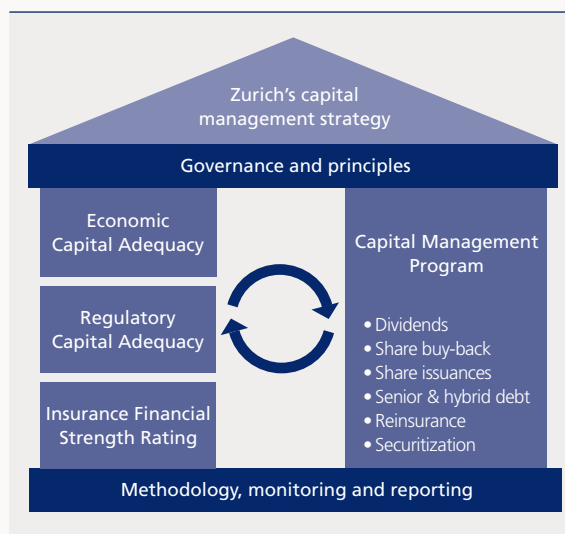 Zurich’s capital
management strategy
Governance and principles
Economic
Capital Adequacy
Regulatory
Capital Adequacy
Insurance Financial
Strength Rating
Capital Management
Program
• Dividends
• Share buy-back
• Share issuances
• Senior & hybrid debt
• Reinsurance
• Securitization
Methodology, monitoring and reporting